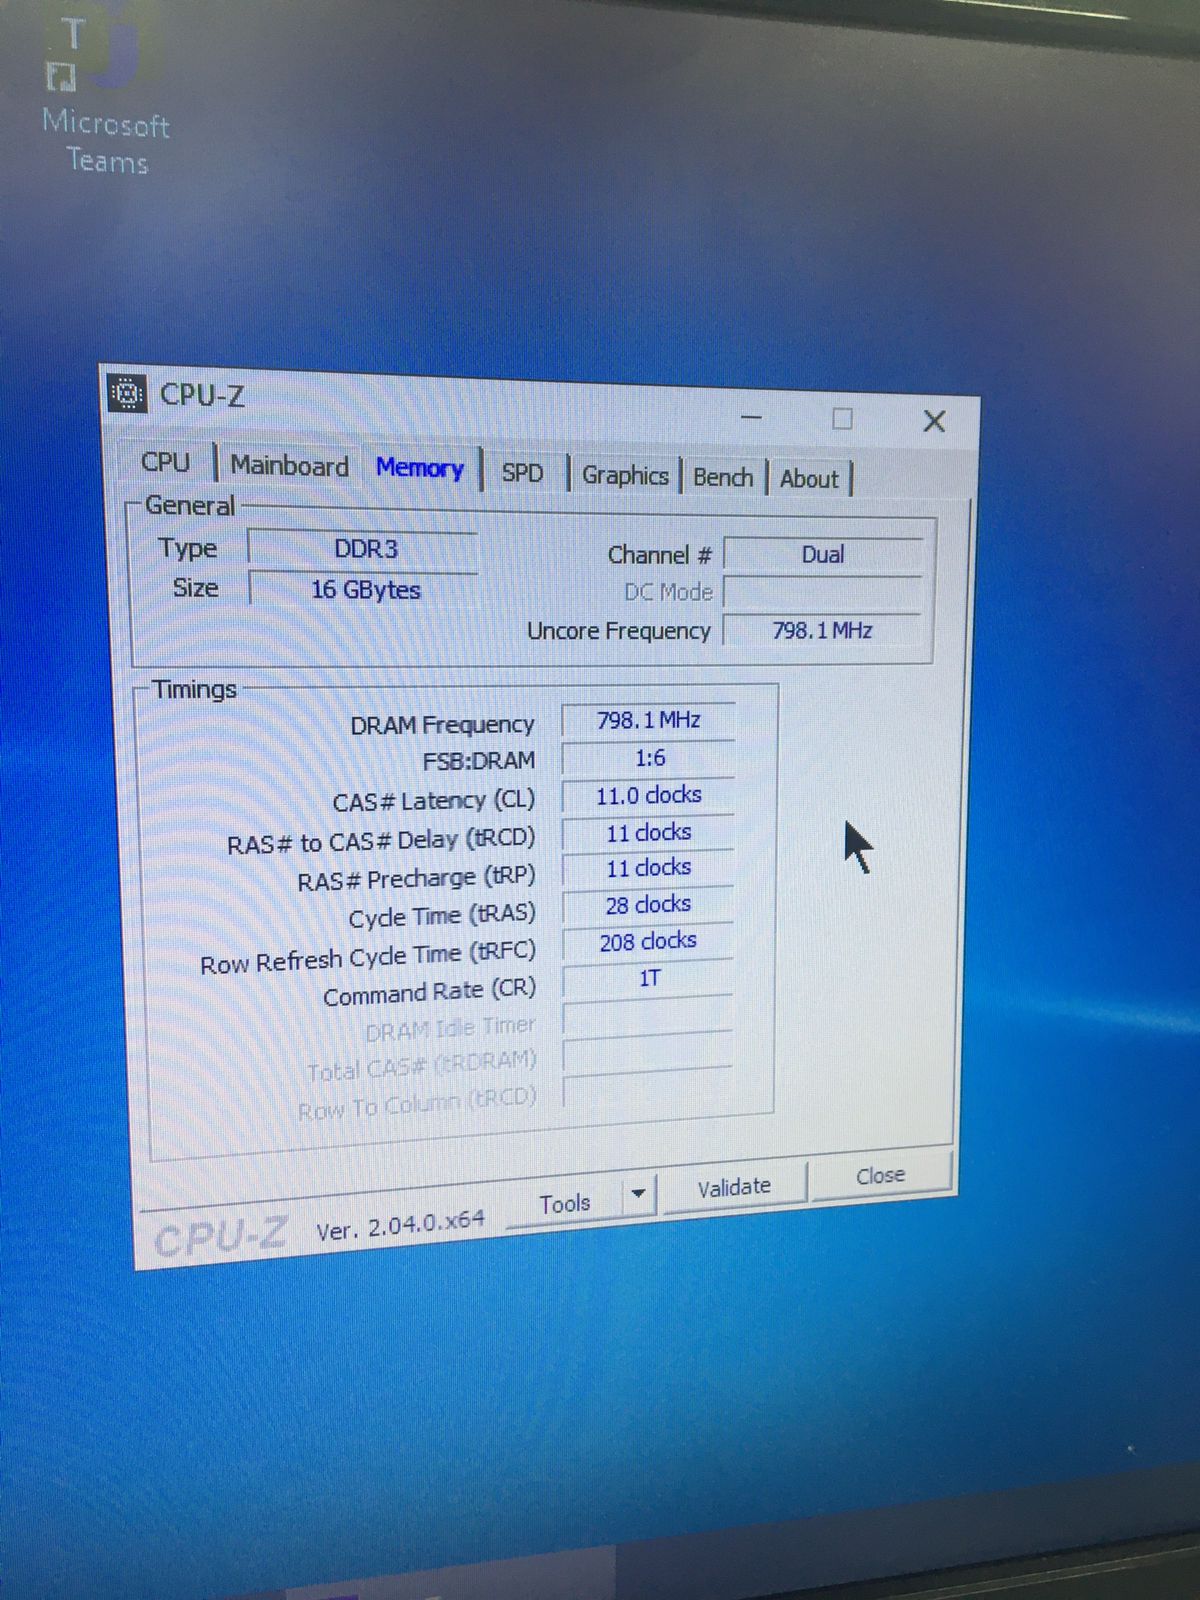 T
Microsoft
Teams
CPU-Z
CPU Mainboard Memory SPD Graphics Bench About
General
Type DDR3 Channel # Dual
Size 16 GBytes DC Mode
Uncore Frequency 798.1 MHz
Timings
DRAM Frequency 798.1 MHz
FSB:DRAM 1:6
CAS# Latency (CL) 11.0 clocks
RAS# to CAS# Delay (tRCD) 11 clocks
RAS# Precharge (tRP) 11 clocks
Cycle Time (tRAS) 28 clocks
Row Refresh Cycle Time (tRFC) 208 clocks
Command Rate (CR) 1T
DRAM Idle Timer
Total CAS# (tRDRAM)
Row To Column (tRCD)
CPU-Z Ver. 2.04.0.x64 Tools Validate Close